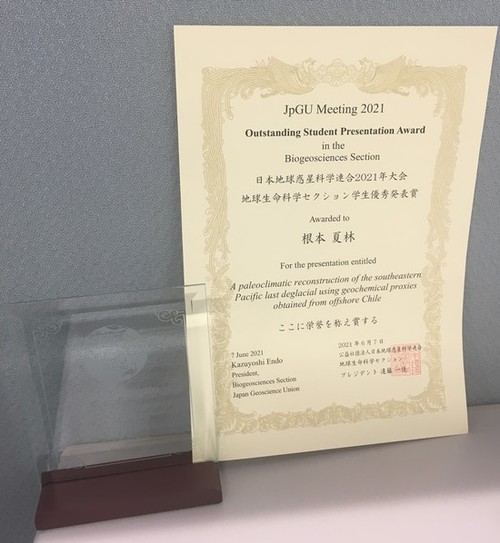 JpGU Meeting 2021
Outstanding Student Presentation Award
in the
Biogeosciences Section
日本地球惑星科学連合2021年大会
地球生命科学セクション学生優秀発表賞
Awarded to
根本 夏林
For the presentation entitled
A paleoclimatic reconstruction of the southeastern
Pacific last deglacial using geochemical proxies
obtained from offshore Chile
ここに栄誉を称え賞する
7 June 2021
Kazuyoshi Endo
President,
Biogeosciences Section
Japan Geoscience Union
2021年6月7日
公益社団法人日本地球惑星科学連合
地球生命科学セクション
プレジデント 遠藤 一佳